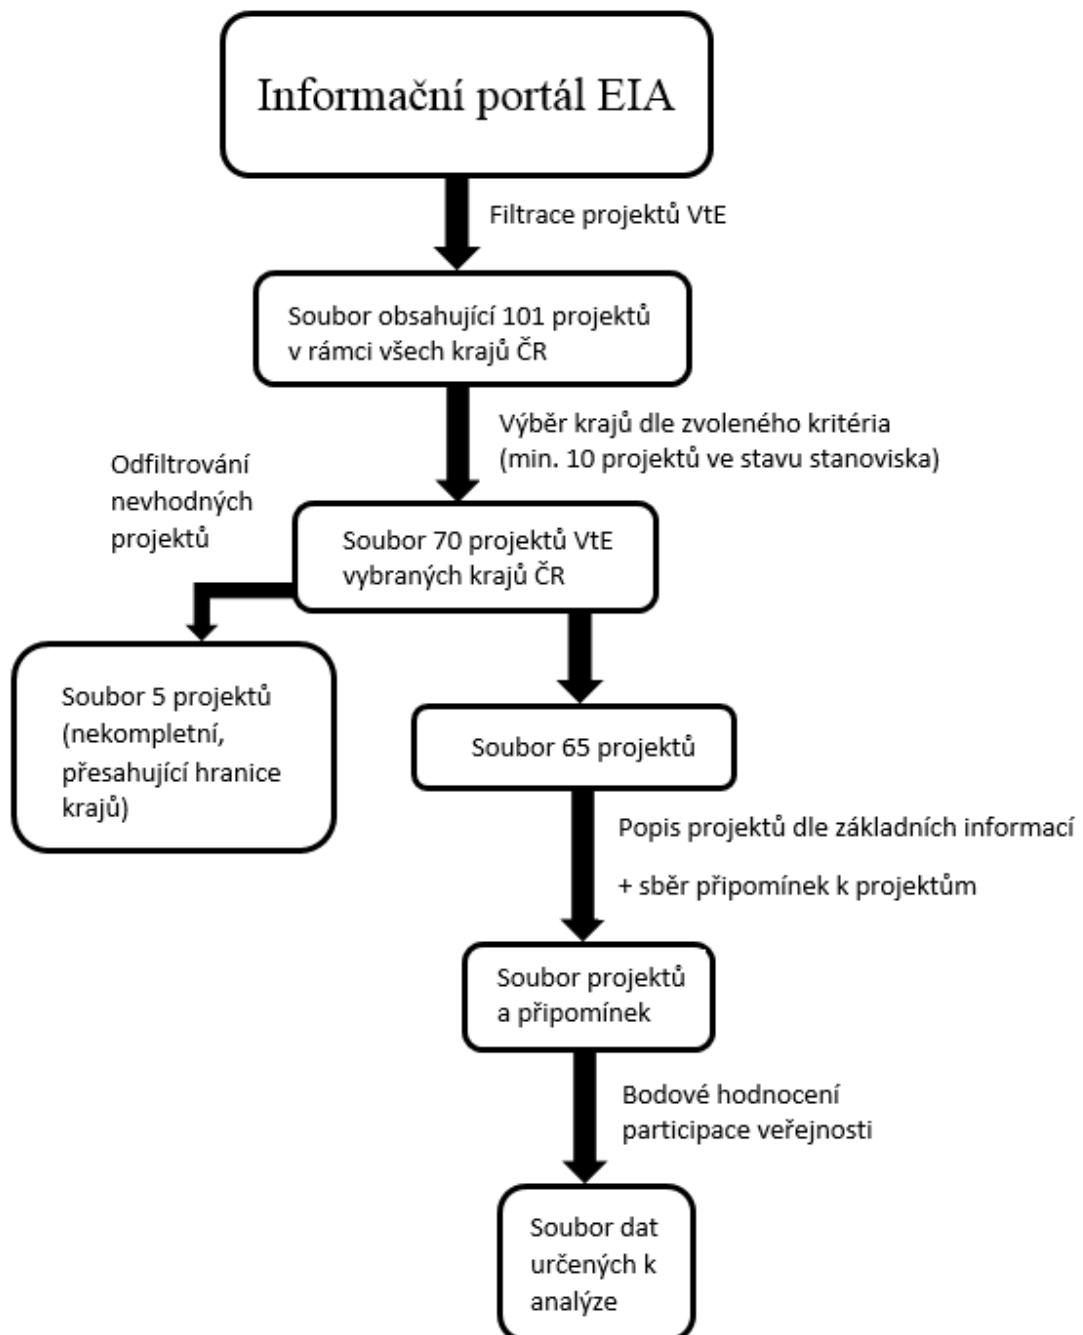 Informační portál EIA
Filtrace projektů VtE
Soubor obsahující 101 projektů
v rámci všech krajů ČR
Výběr krajů dle zvoleného kritéria
(min. 10 projektů ve stavu stanoviska)
Odfiltrování
nevhodných
projektů
Soubor 70 projektů VtE
vybraných krajů ČR
Soubor 5 projektů
(nekompletní,
přesahující hranice
krajů)
Soubor 65 projektů
Popis projektů dle základních informací
+ sběr připomínek k projektům
Soubor projektů
a připomínek
Bodové hodnocení
participace veřejnosti
Soubor dat
určených k
analýze